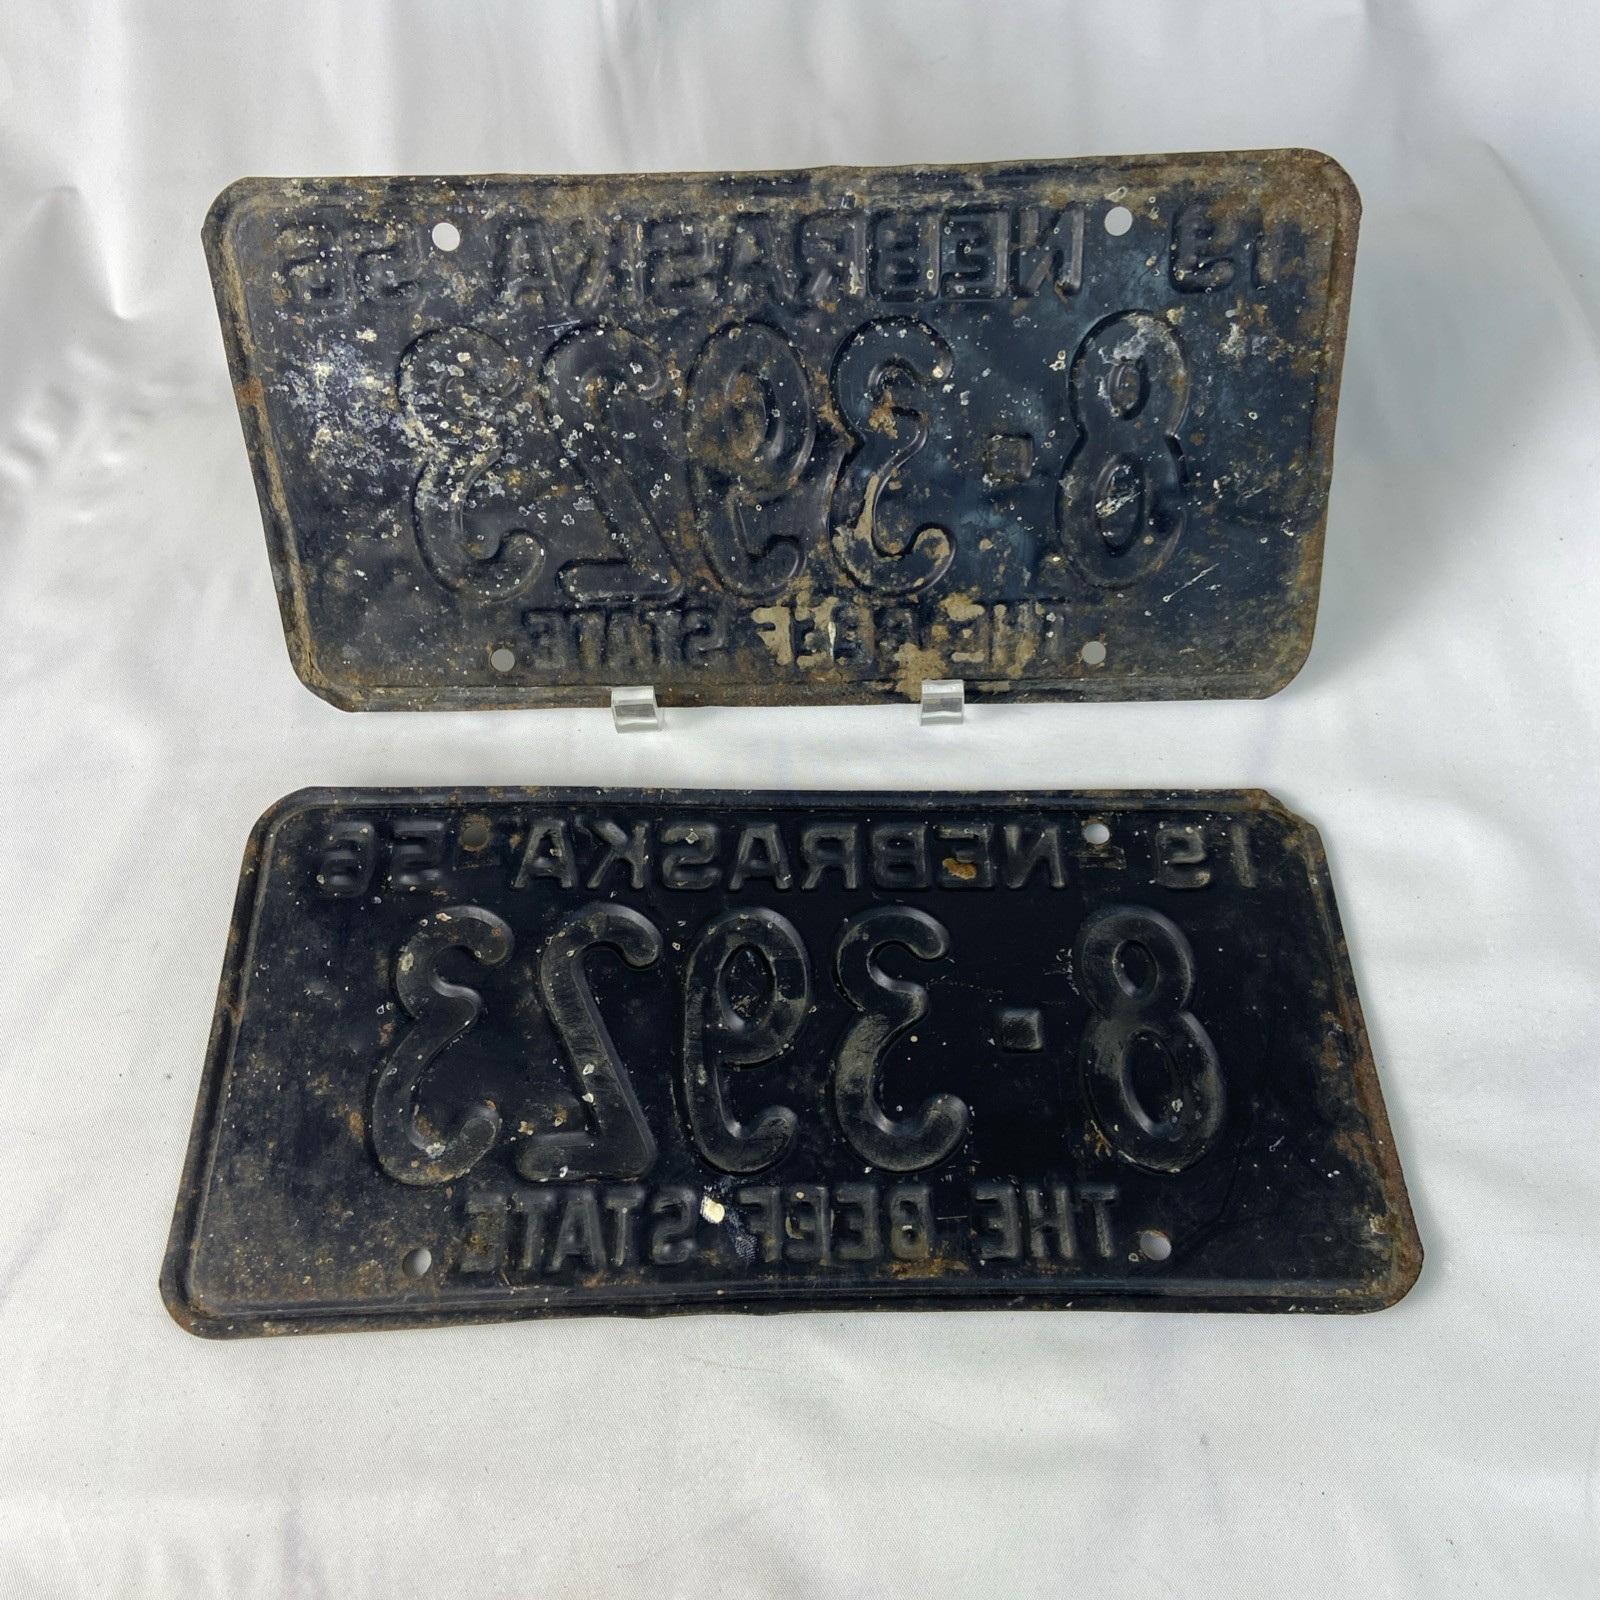 19 NEBRASKA 56
8-3923
THE BEEF STATE
19 NEBRASKA 56
8-3923
THE BEEF STATE